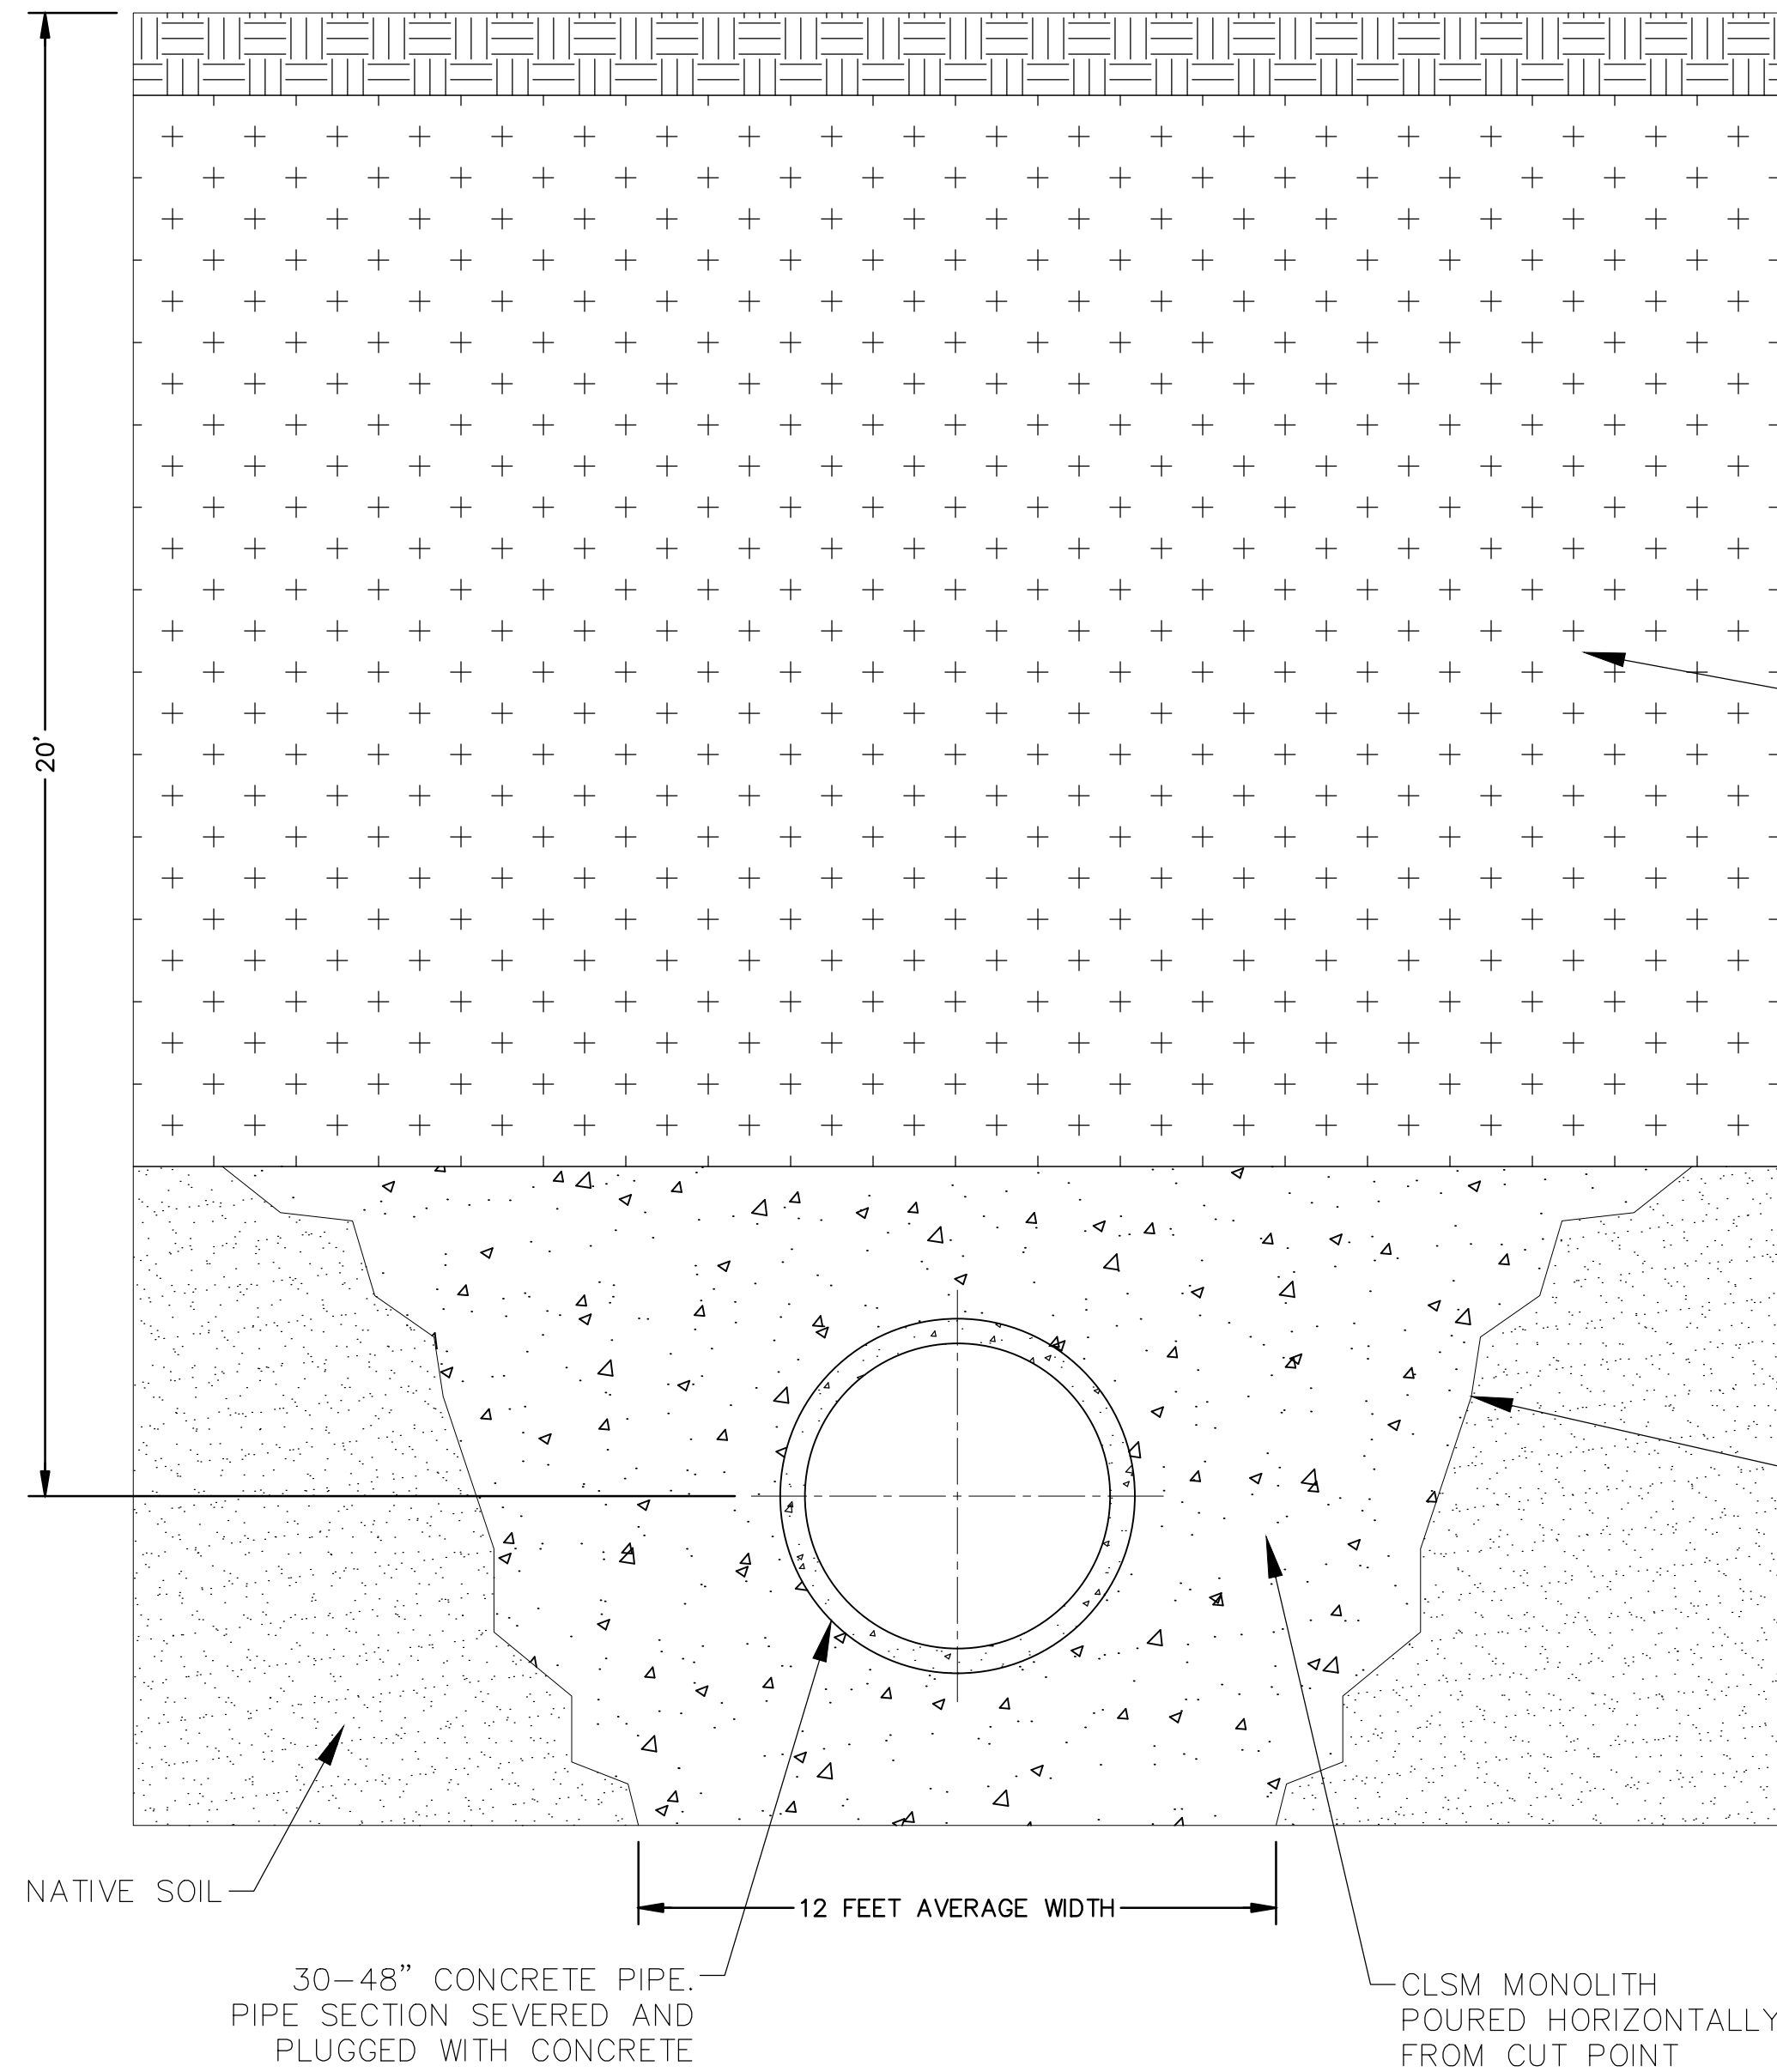 20'
NATIVE SOIL
12 FEET AVERAGE WIDTH
30-48" CONCRETE PIPE.
PIPE SECTION SEVERED AND
PLUGGED WITH CONCRETE
CLSM MONOLITH
POURED HORIZONTALLY
FROM CUT POINT